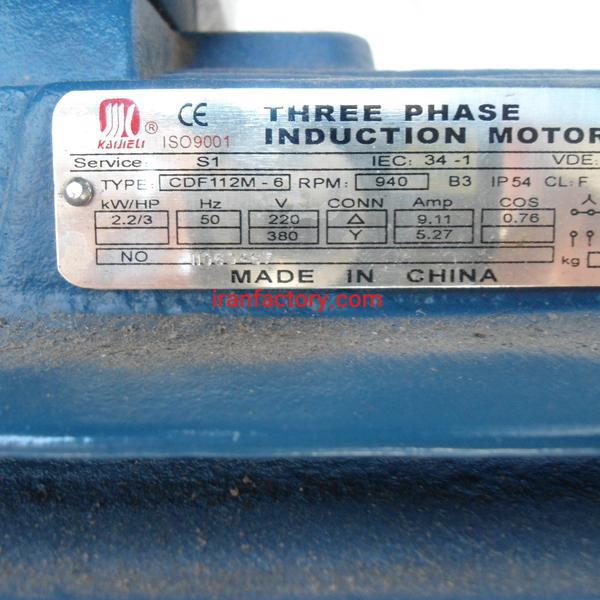 KAIJIELI ® ISO9001 CE THREE PHASE
INDUCTION MOTOR
Service: S1 IEC: 34-1 VDE:
TYPE: CDF112M-6 RPM: 940 B3 IP54 CL: F
kW/HP Hz V CONN Amp COS
2.2/3 50 220 △ 9.11 0.76
380 Y 5.27
NO kg
MADE IN CHINA
iranfactory.com